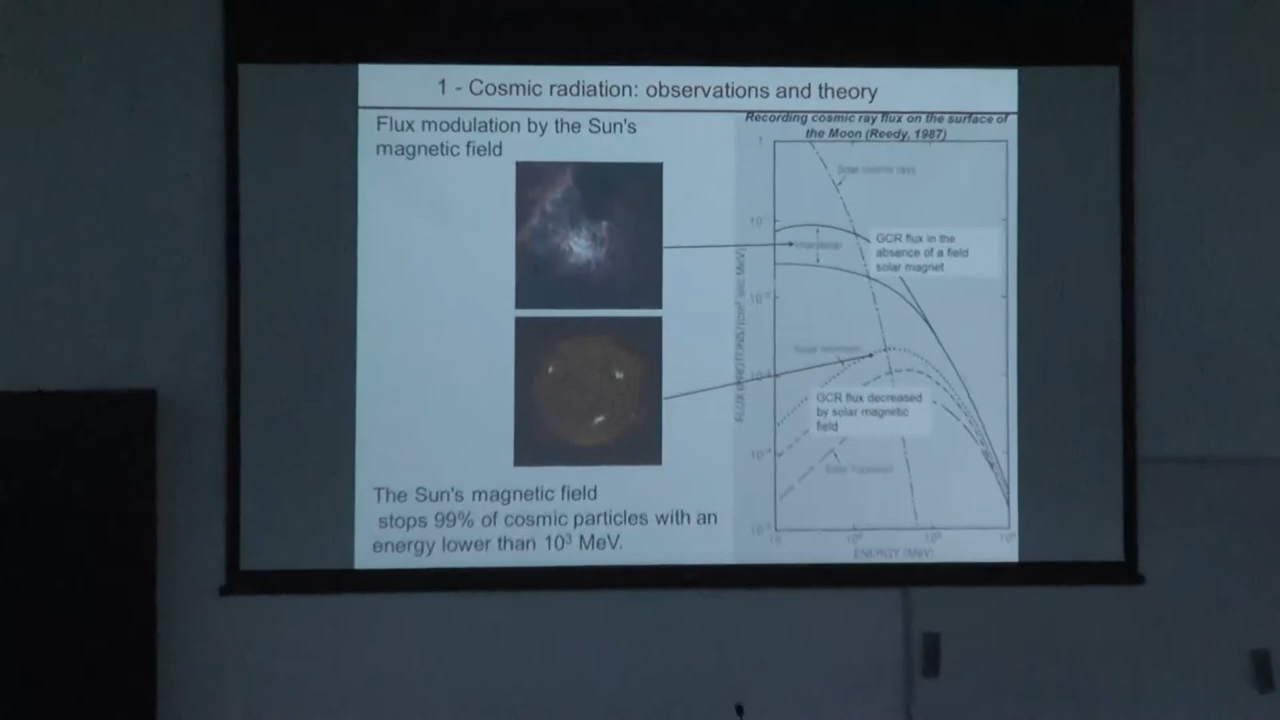 1 - Cosmic radiation: observations and theory
Flux modulation by the Sun's
magnetic field
Recording cosmic ray flux on the surface of
the Moon (Reedy, 1987)
Solar cosmic rays
GCR flux in the
absence of a field
solar magnet
GCR flux decreased
by solar magnetic
field
ENERGY (MeV)
The Sun's magnetic field
stops 99% of cosmic particles with an
energy lower than 10³ MeV.